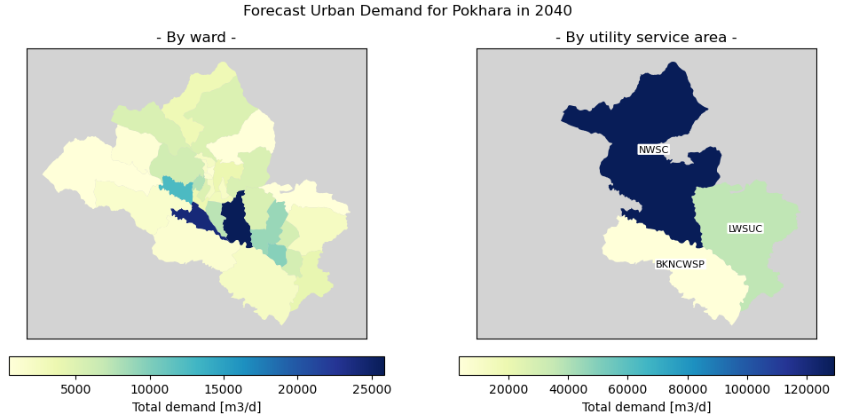 Forecast Urban Demand for Pokhara in 2040
- By ward -
- By utility service area -
NWSC
LWSUC
BKNCWSP
5000 10000 15000 20000 25000
Total demand [m3/d]
20000 40000 60000 80000 100000 120000
Total demand [m3/d]